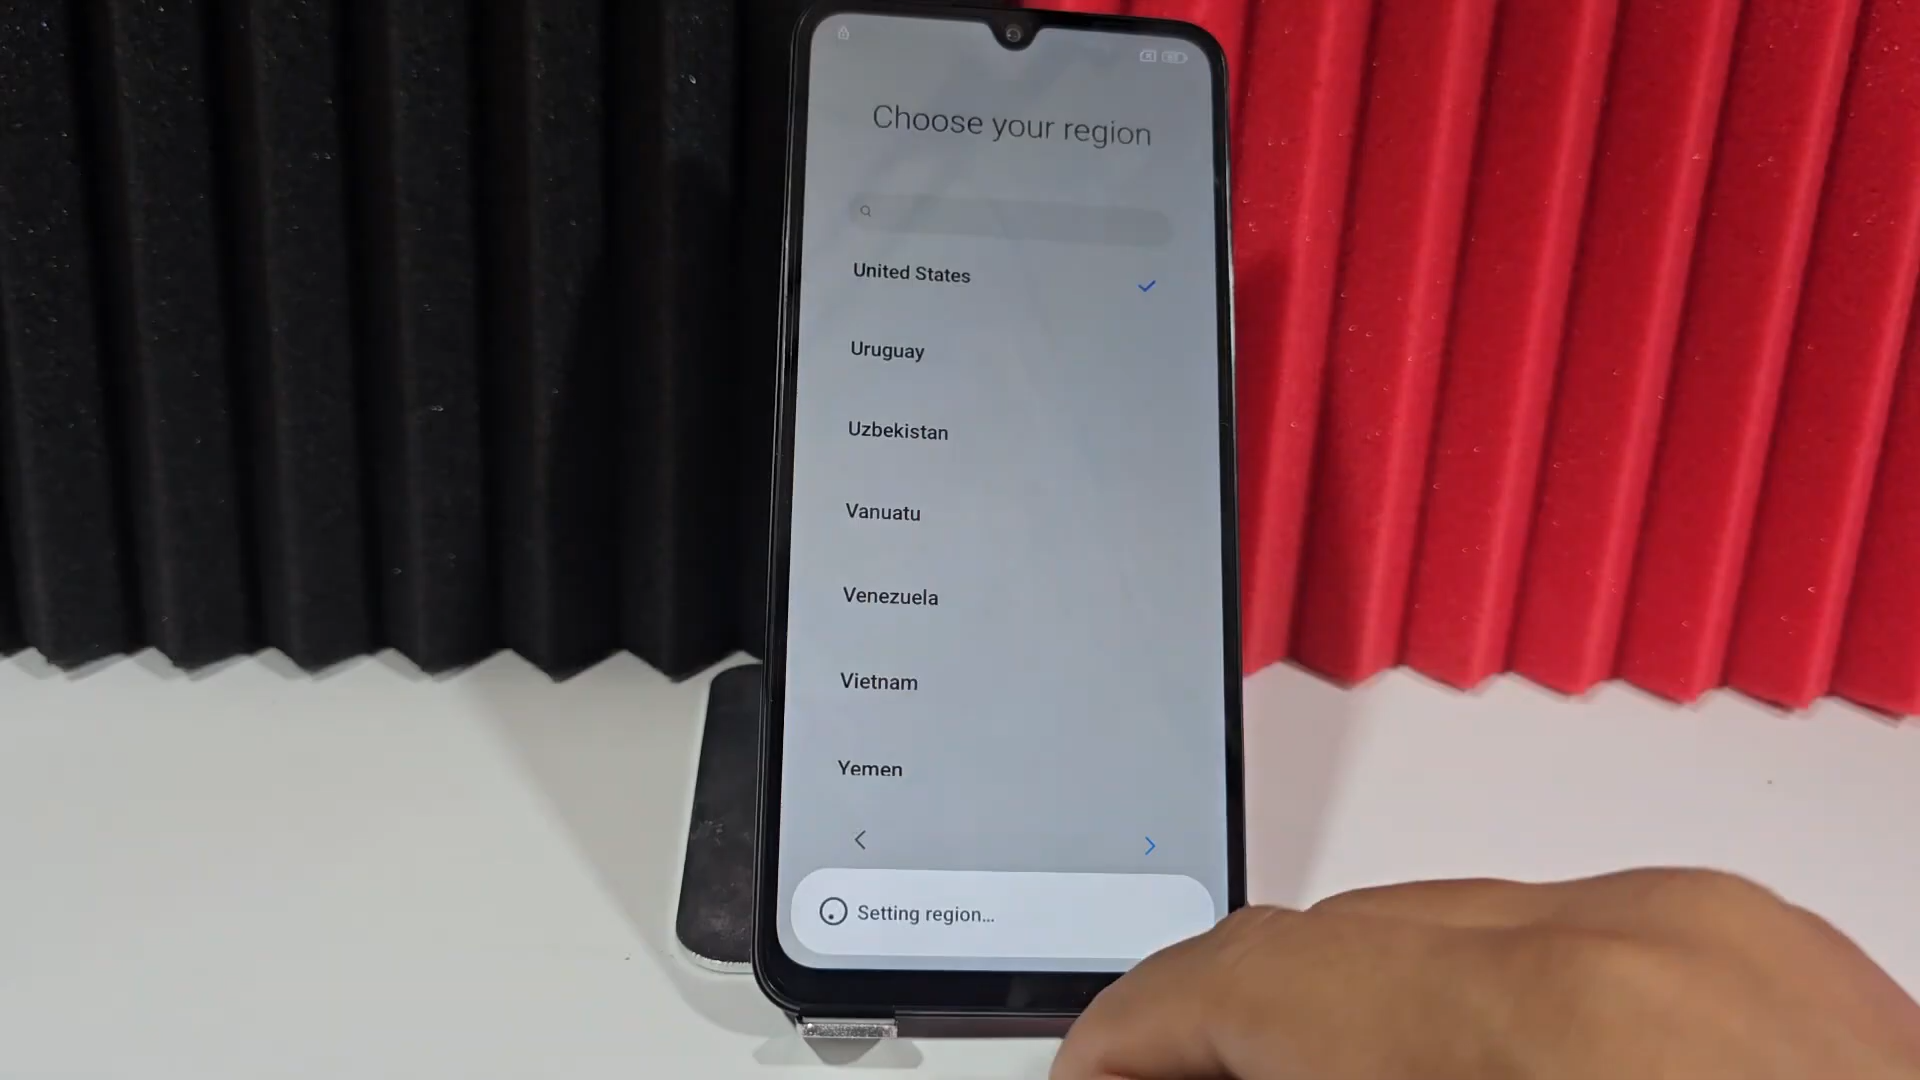 Choose your region
United States
Uruguay
Uzbekistan
Vanuatu
Venezuela
Vietnam
Yemen
Setting region...